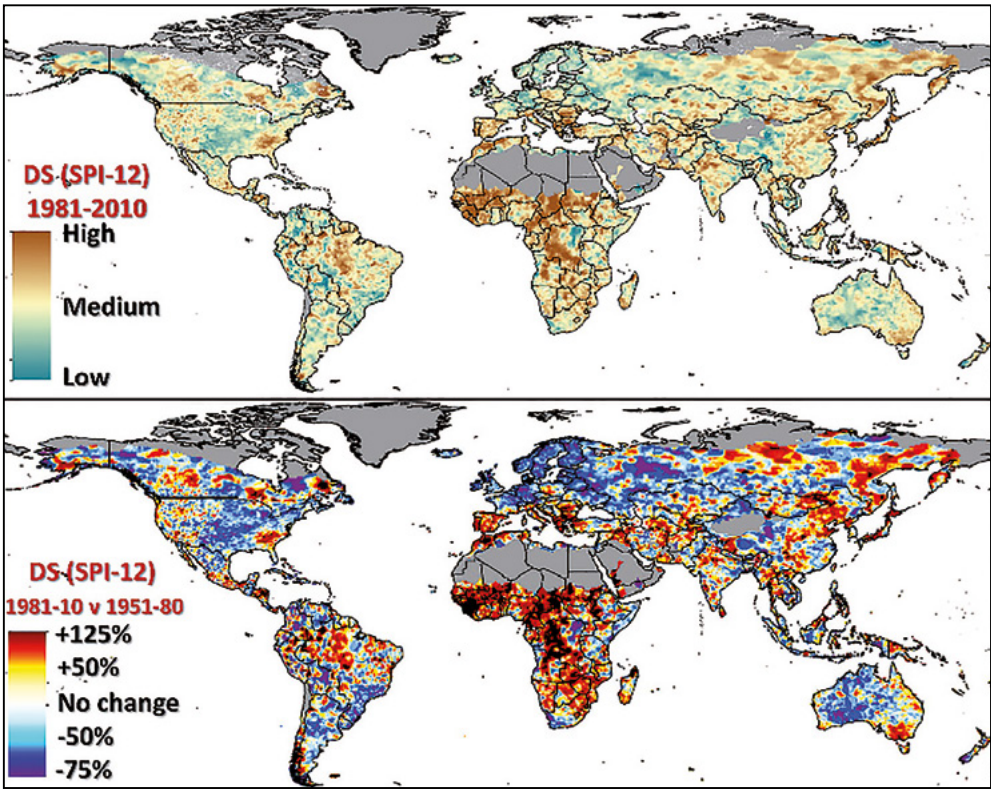 DS (SPI-12)
1981-2010
High
Medium
Low
DS (SPI-12)
1981-10 v 1951-80
+125%
+50%
No change
-50%
-75%